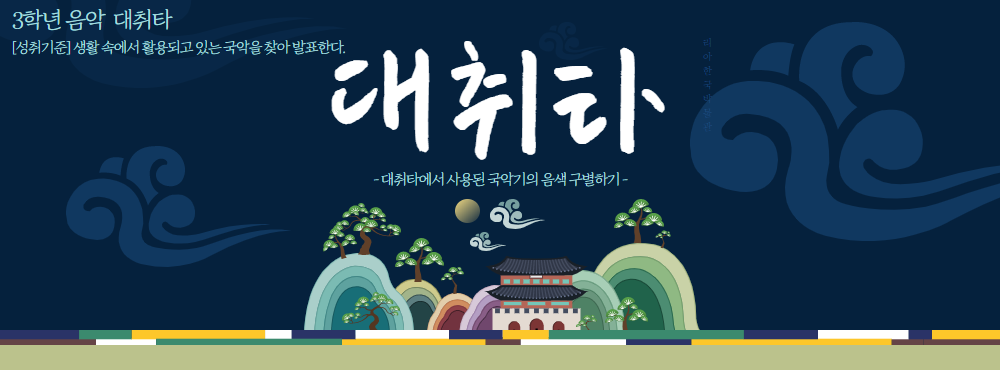 3학년 음악 대취타
[성취기준] 생활 속에서 활용되고 있는 국악을 찾아 발표한다.
대취타
- 대취타에서 사용된 국악기의 음색 구별하기 -